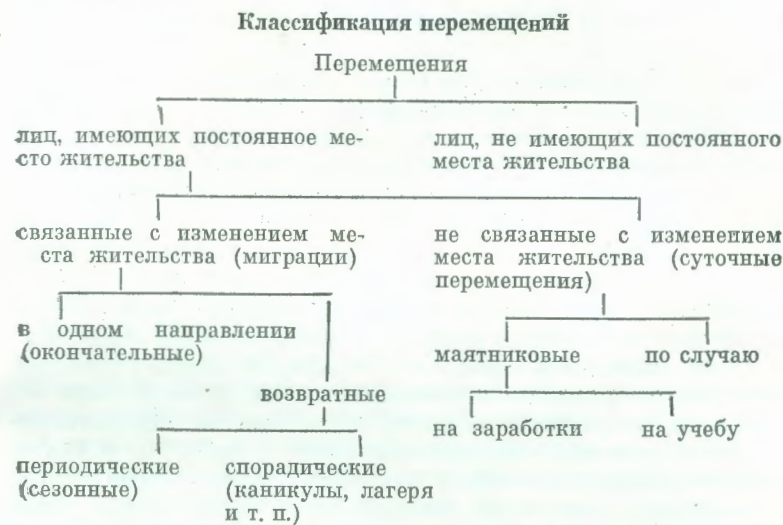 Классификация перемещений
Перемещения
лиц, имеющих постоянное ме-
сто жительства
лиц, не имеющих постоянного
места жительства
связанные с изменением ме-
ста жительства (миграции)
не связанные с изменением
места жительства (суточные
перемещения)
в одном направлении
(окончательные)
маятниковые
по случаю
возвратные
на заработки
на учебу
периодические
(сезонные)
спорадические
(каникулы, лагеря
и т. п.)